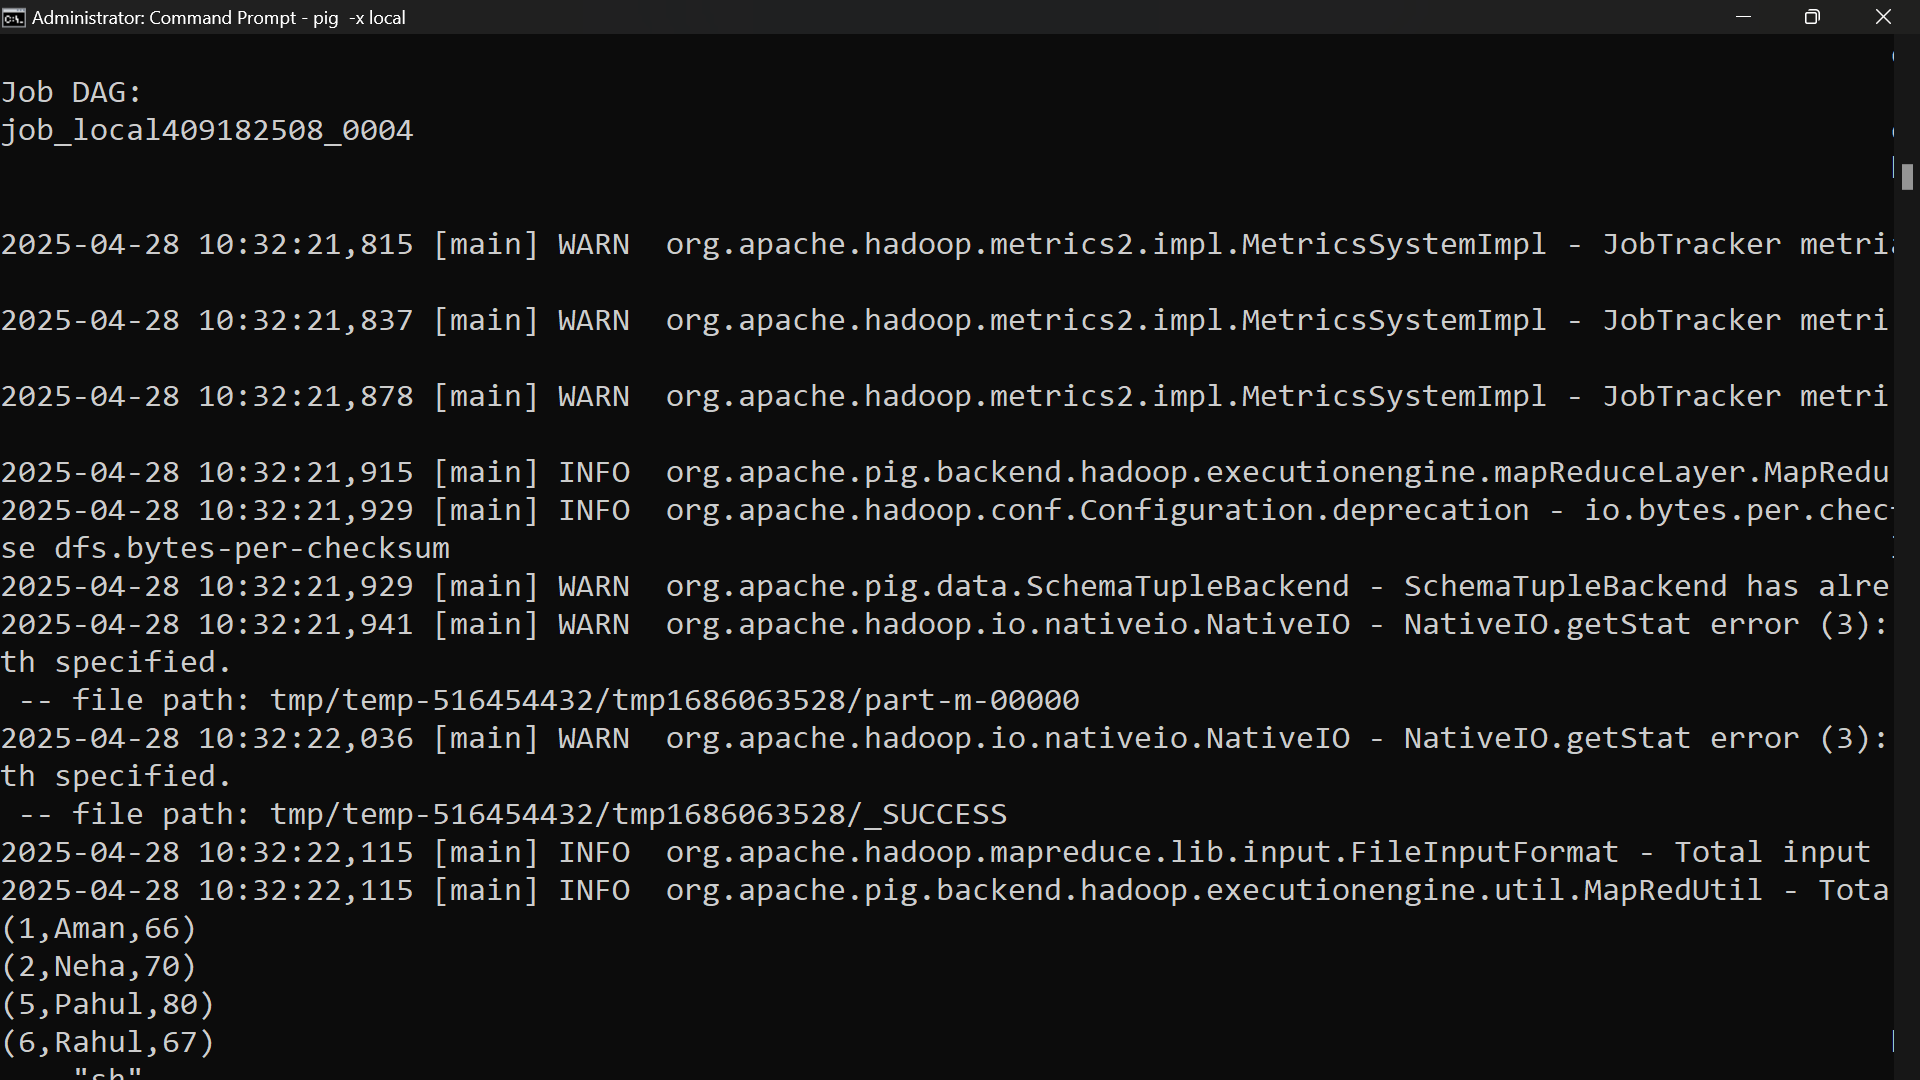 Administrator: Command Prompt - pig  -x local
Job DAG:
job_local409182508_0004
2025-04-28 10:32:21,815 [main] WARN  org.apache.hadoop.metrics2.impl.MetricsSystemImpl - JobTracker metri
2025-04-28 10:32:21,837 [main] WARN  org.apache.hadoop.metrics2.impl.MetricsSystemImpl - JobTracker metri
2025-04-28 10:32:21,878 [main] WARN  org.apache.hadoop.metrics2.impl.MetricsSystemImpl - JobTracker metri
2025-04-28 10:32:21,915 [main] INFO  org.apache.pig.backend.hadoop.executionengine.mapReduceLayer.MapRedu
2025-04-28 10:32:21,929 [main] INFO  org.apache.hadoop.conf.Configuration.deprecation - io.bytes.per.chec
se dfs.bytes-per-checksum
2025-04-28 10:32:21,929 [main] WARN  org.apache.pig.data.SchemaTupleBackend - SchemaTupleBackend has alre
2025-04-28 10:32:21,941 [main] WARN  org.apache.hadoop.io.nativeio.NativeIO - NativeIO.getStat error (3):
th specified.
 -- file path: tmp/temp-516454432/tmp1686063528/part-m-00000
2025-04-28 10:32:22,036 [main] WARN  org.apache.hadoop.io.nativeio.NativeIO - NativeIO.getStat error (3):
th specified.
 -- file path: tmp/temp-516454432/tmp1686063528/_SUCCESS
2025-04-28 10:32:22,115 [main] INFO  org.apache.hadoop.mapreduce.lib.input.FileInputFormat - Total input
2025-04-28 10:32:22,115 [main] INFO  org.apache.pig.backend.hadoop.executionengine.util.MapRedUtil - Tota
(1,Aman,66)
(2,Neha,70)
(5,Pahul,80)
(6,Rahul,67)